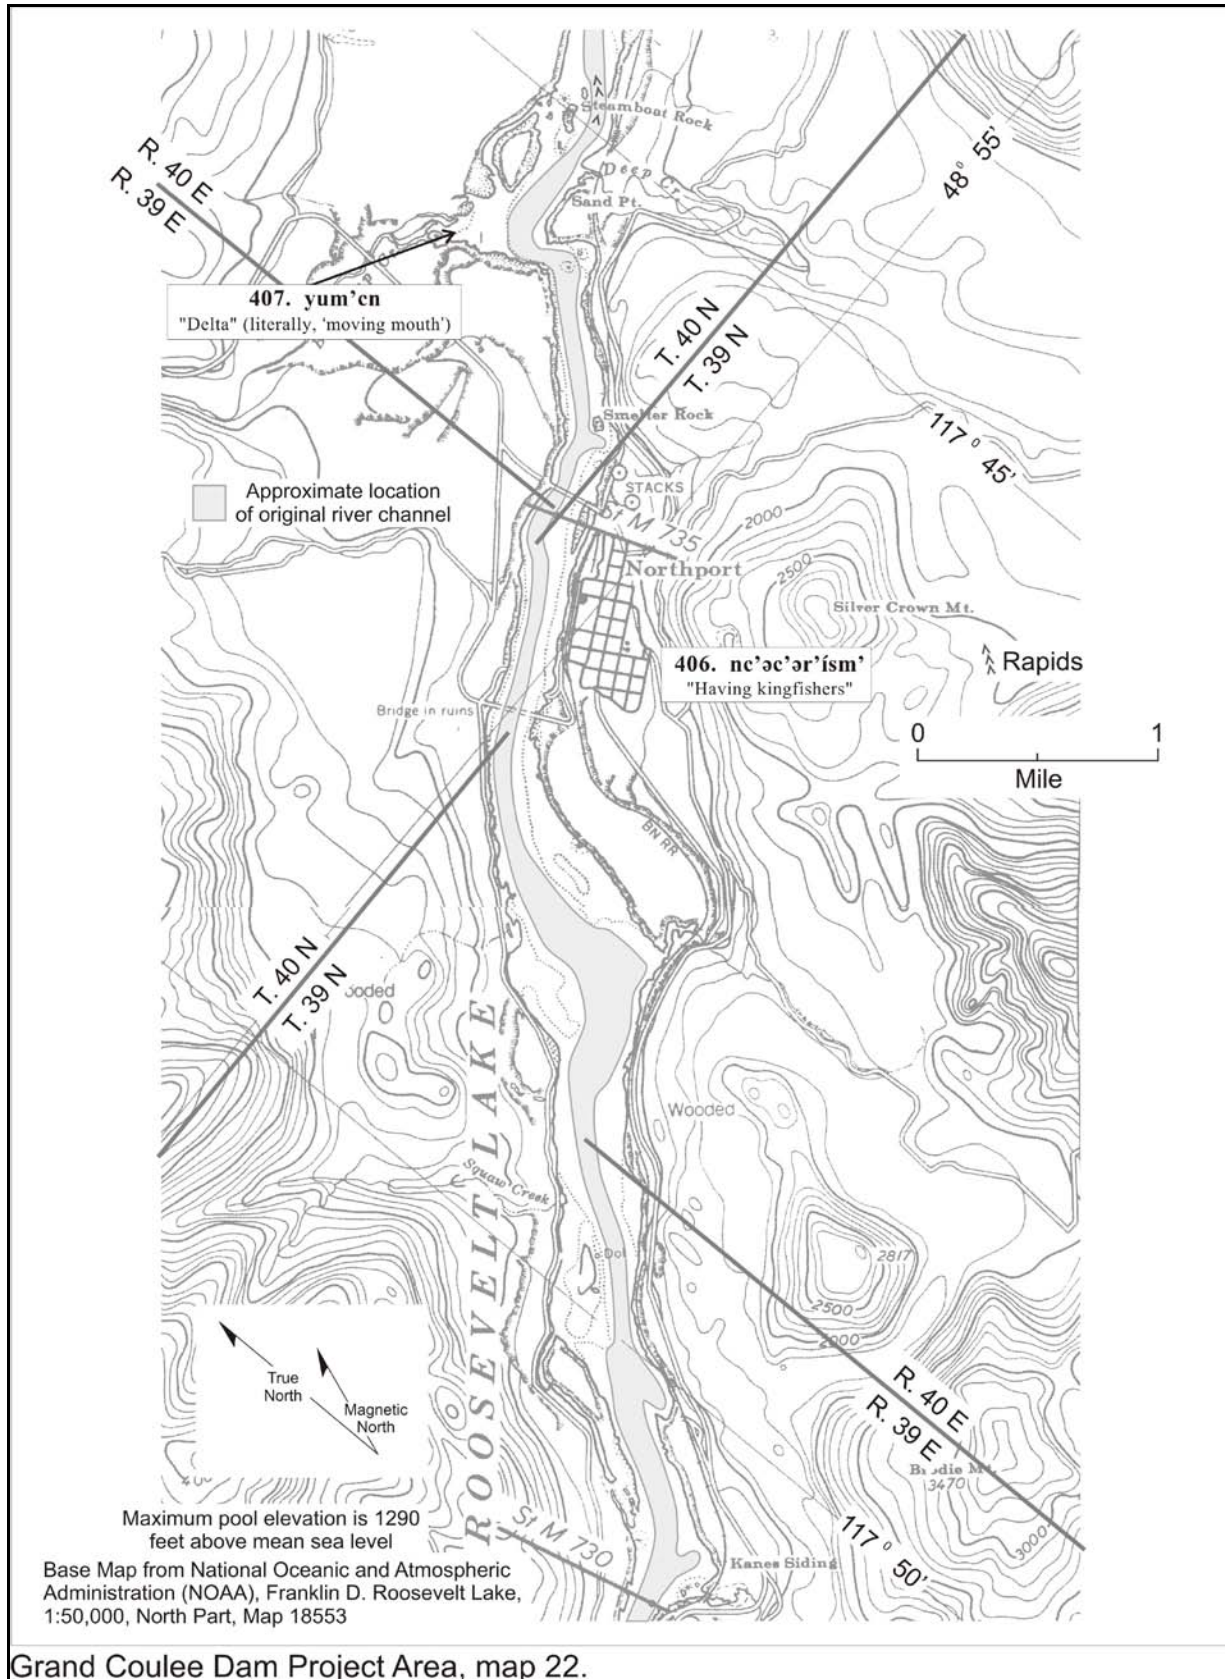 Steamboat Rock
R. 40 E
R. 39 E
48° 55'
Deep Cr.
Sand Pt.
407. yum'cn
"Delta" (literally, 'moving mouth')
T. 40 N
T. 39 N
Smelter Rock
117° 45'
STACKS
Approximate location
of original river channel
St M 735
2000
Northport
2500
Silver Crown Mt.
406. nc'əc'ər'ísm'
"Having kingfishers"
Rapids
Bridge in ruins
0 1
Mile
BN RR
T. 40 N
T. 39 N
ooded
ROOSEVELT LAKE
Wooded
Squaw Creek
Dol
2817
2500
2000
True
North
Magnetic
North
R. 40 E
R. 39 E
3470
3000
Maximum pool elevation is 1290
feet above mean sea level
St M 730
117° 50'
Kanes Siding
Base Map from National Oceanic and Atmospheric
Administration (NOAA), Franklin D. Roosevelt Lake,
1:50,000, North Part, Map 18553
Grand Coulee Dam Project Area, map 22.